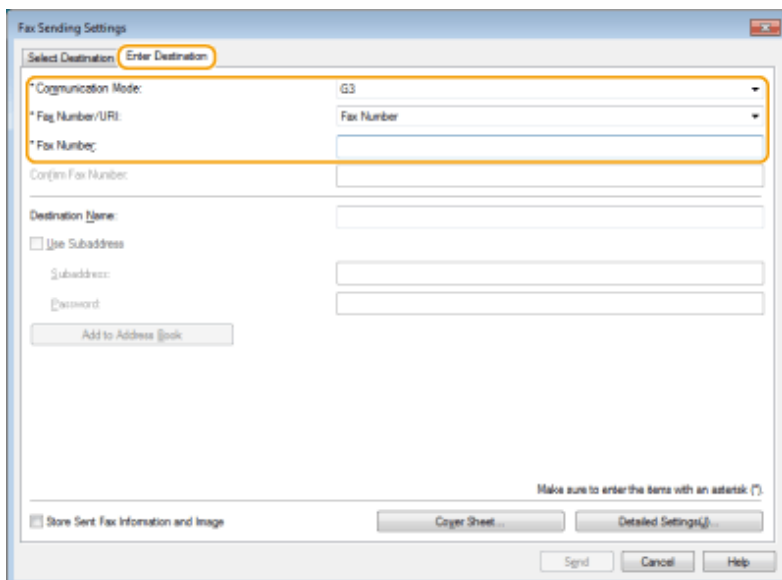 Fax Sending Settings
Select Destination Enter Destination
* Communication Mode: G3
* Fax Number/URI: Fax Number
* Fax Number:
Confirm Fax Number:
Destination Name:
Use Subaddress
Subaddress:
Password:
Add to Address Book
Make sure to enter the items with an asterisk (*).
Store Sent Fax Information and Image Cover Sheet... Detailed Settings(J)...
Send Cancel Help